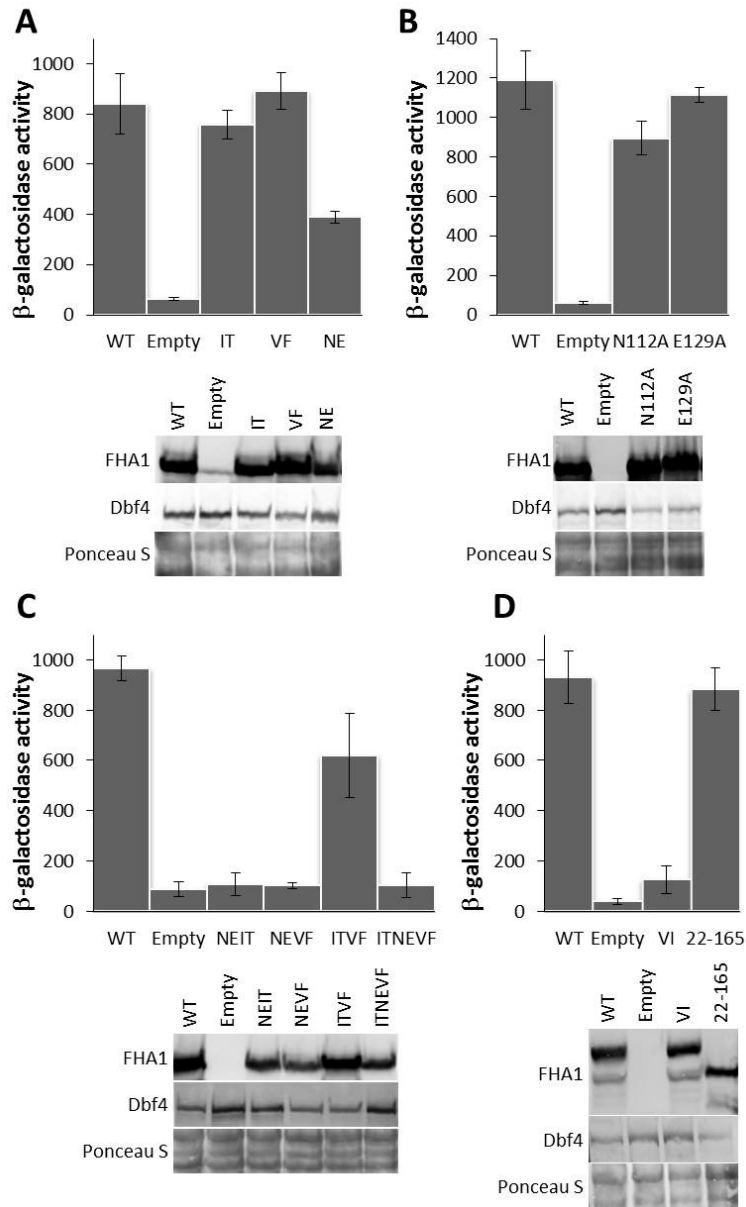 A
β-galactosidase activity
1000
800
600
400
200
0
WT Empty IT VF NE
WT Empty IT VF NE
FHA1
Dbf4
Ponceau S
B
β-galactosidase activity
1400
1200
1000
800
600
400
200
0
WT Empty N112A E129A
WT Empty N112A E129A
FHA1
Dbf4
Ponceau S
C
β-galactosidase activity
1000
800
600
400
200
0
WT Empty NEIT NEVF ITVF ITNEVF
WT Empty NEIT NEVF ITVF ITNEVF
FHA1
Dbf4
Ponceau S
D
β-galactosidase activity
1000
800
600
400
200
0
WT Empty VI 22-165
WT Empty VI 22-165
FHA1
Dbf4
Ponceau S